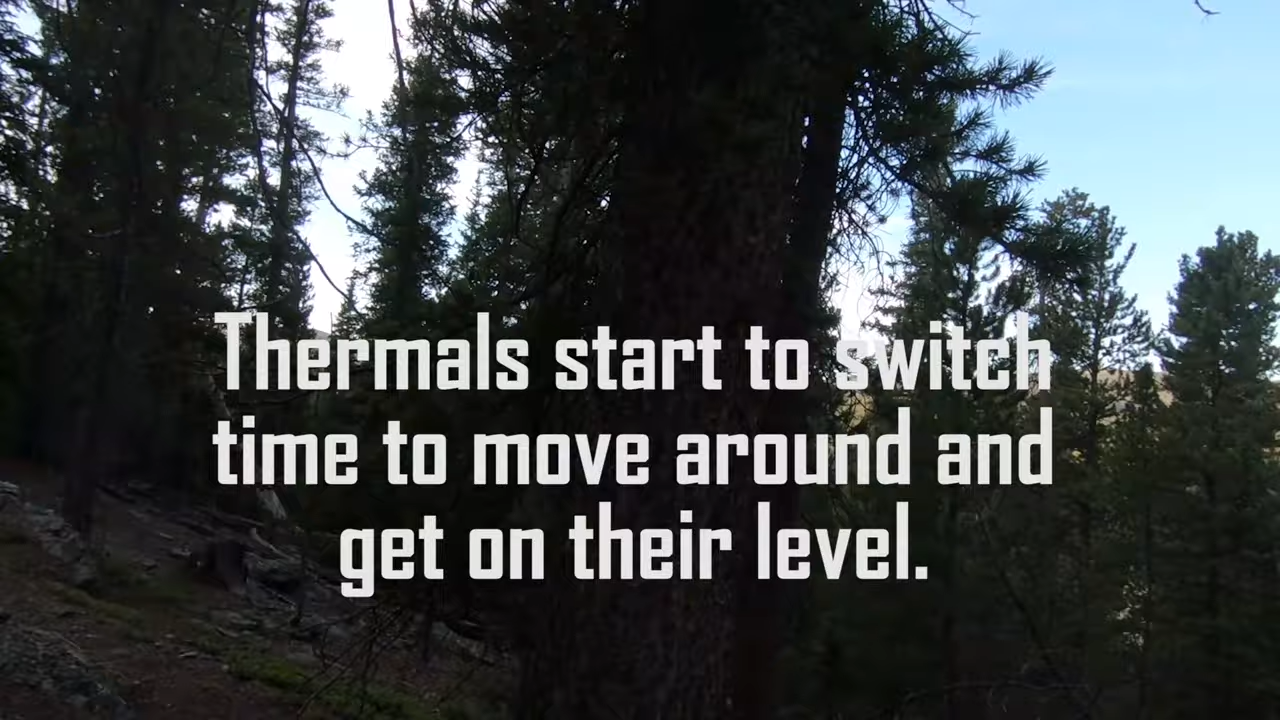 Thermals start to switch
time to move around and
get on their level.